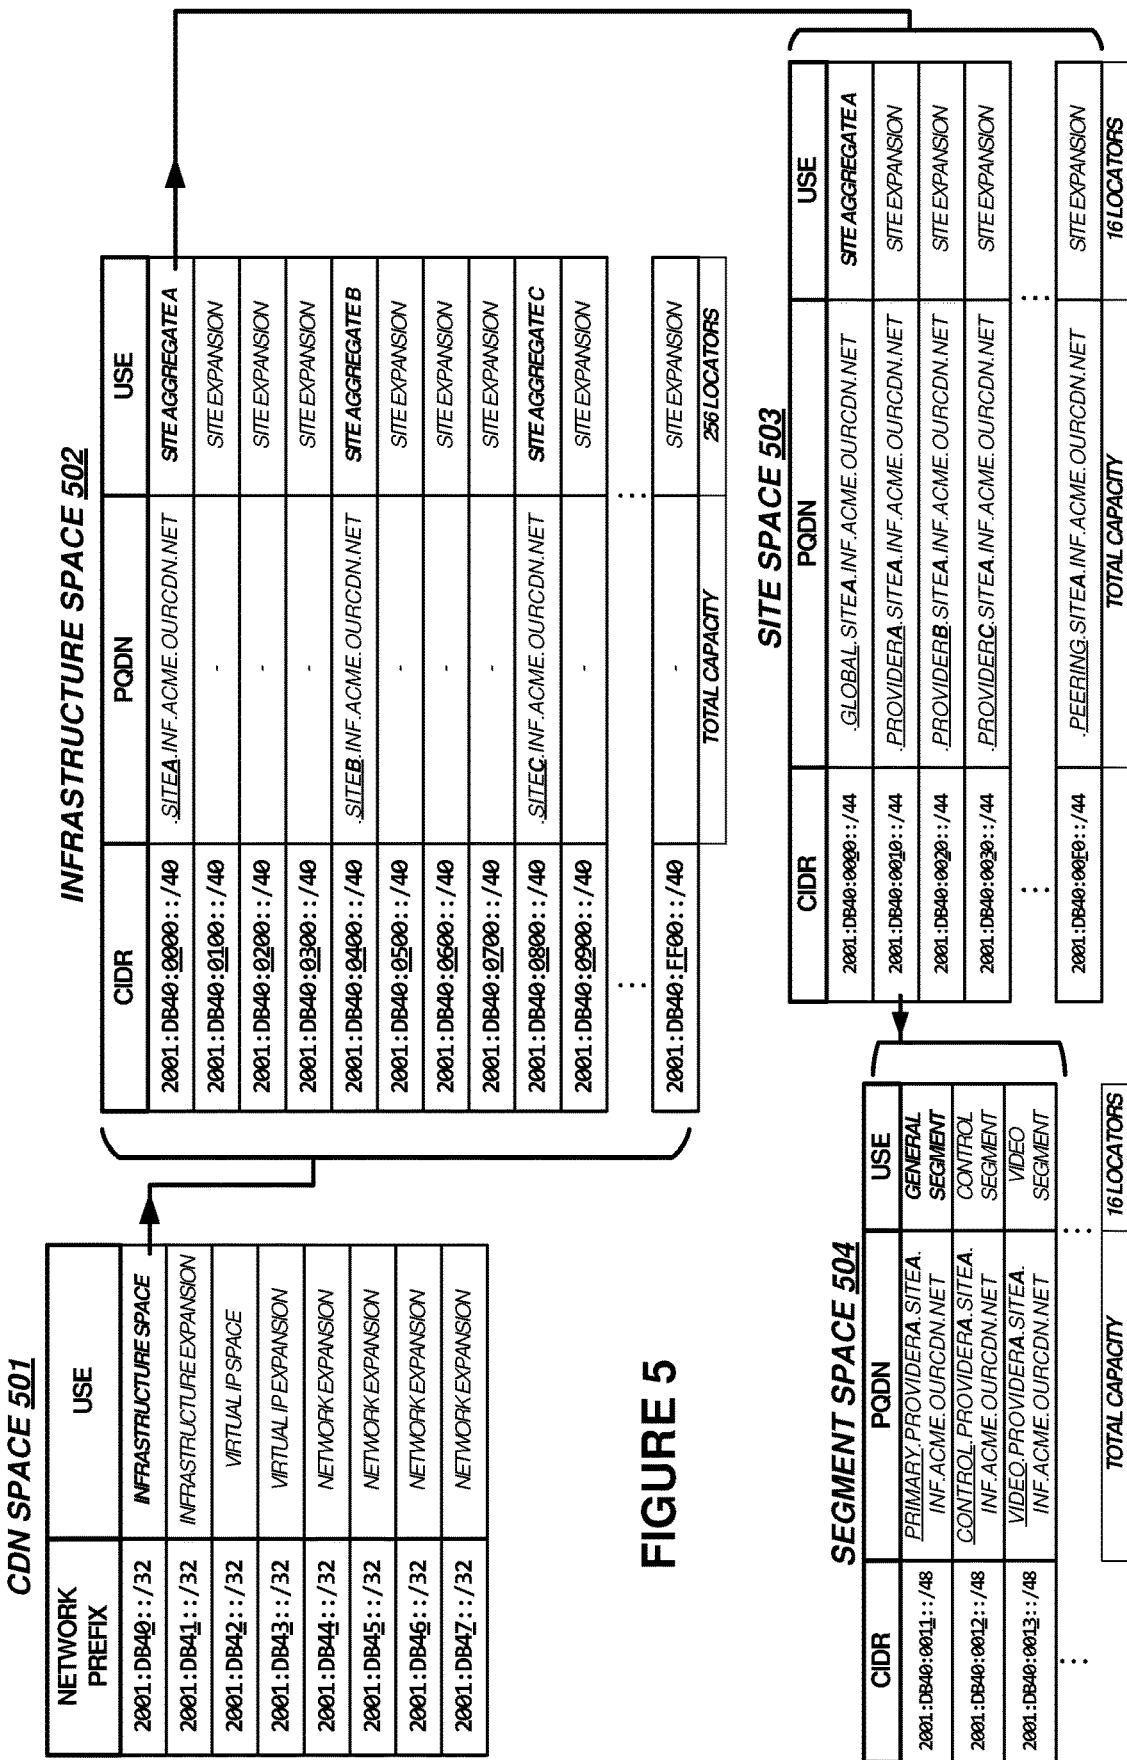 CDN SPACE 501
NETWORK PREFIX USE
2001:DB40::/32 INFRASTRUCTURE SPACE
2001:DB41::/32 INFRASTRUCTURE EXPANSION
2001:DB42::/32 VIRTUAL IP SPACE
2001:DB43::/32 VIRTUAL IP EXPANSION
2001:DB44::/32 NETWORK EXPANSION
2001:DB45::/32 NETWORK EXPANSION
2001:DB46::/32 NETWORK EXPANSION
2001:DB47::/32 NETWORK EXPANSION
INFRASTRUCTURE SPACE 502
CIDR PQDN USE
2001:DB40:0000::/40 .SITEA.INF.ACME.OURCDN.NET SITE AGGREGATE A
2001:DB40:0100::/40 - SITE EXPANSION
2001:DB40:0200::/40 - SITE EXPANSION
2001:DB40:0300::/40 - SITE EXPANSION
2001:DB40:0400::/40 .SITEB.INF.ACME.OURCDN.NET SITE AGGREGATE B
2001:DB40:0500::/40 - SITE EXPANSION
2001:DB40:0600::/40 - SITE EXPANSION
2001:DB40:0700::/40 - SITE EXPANSION
2001:DB40:0800::/40 .SITEC.INF.ACME.OURCDN.NET SITE AGGREGATE C
2001:DB40:0900::/40 - SITE EXPANSION
... ...
2001:DB40:FF00::/40 - SITE EXPANSION
TOTAL CAPACITY 256 LOCATORS
FIGURE 5
SEGMENT SPACE 504
CIDR PQDN USE
2001:DB40:0011::/48 PRIMARY.PROVIDERA.SITEA. GENERAL
INF.ACME.OURCDN.NET SEGMENT
2001:DB40:0012::/48 CONTROL.PROVIDERA.SITEA. CONTROL
INF.ACME.OURCDN.NET SEGMENT
2001:DB40:0013::/48 VIDEO.PROVIDERA.SITEA. VIDEO
INF.ACME.OURCDN.NET SEGMENT
... ...
TOTAL CAPACITY 16 LOCATORS
SITE SPACE 503
CIDR PQDN USE
2001:DB40:0000::/44 .GLOBAL.SITEA.INF.ACME.OURCDN.NET SITE AGGREGATE A
2001:DB40:0010::/44 .PROVIDERA.SITEA.INF.ACME.OURCDN.NET SITE EXPANSION
2001:DB40:0020::/44 .PROVIDERB.SITEA.INF.ACME.OURCDN.NET SITE EXPANSION
2001:DB40:0030::/44 .PROVIDERC.SITEA.INF.ACME.OURCDN.NET SITE EXPANSION
... ...
2001:DB40:00F0::/44 .PEERING.SITEA.INF.ACME.OURCDN.NET SITE EXPANSION
TOTAL CAPACITY 16 LOCATORS